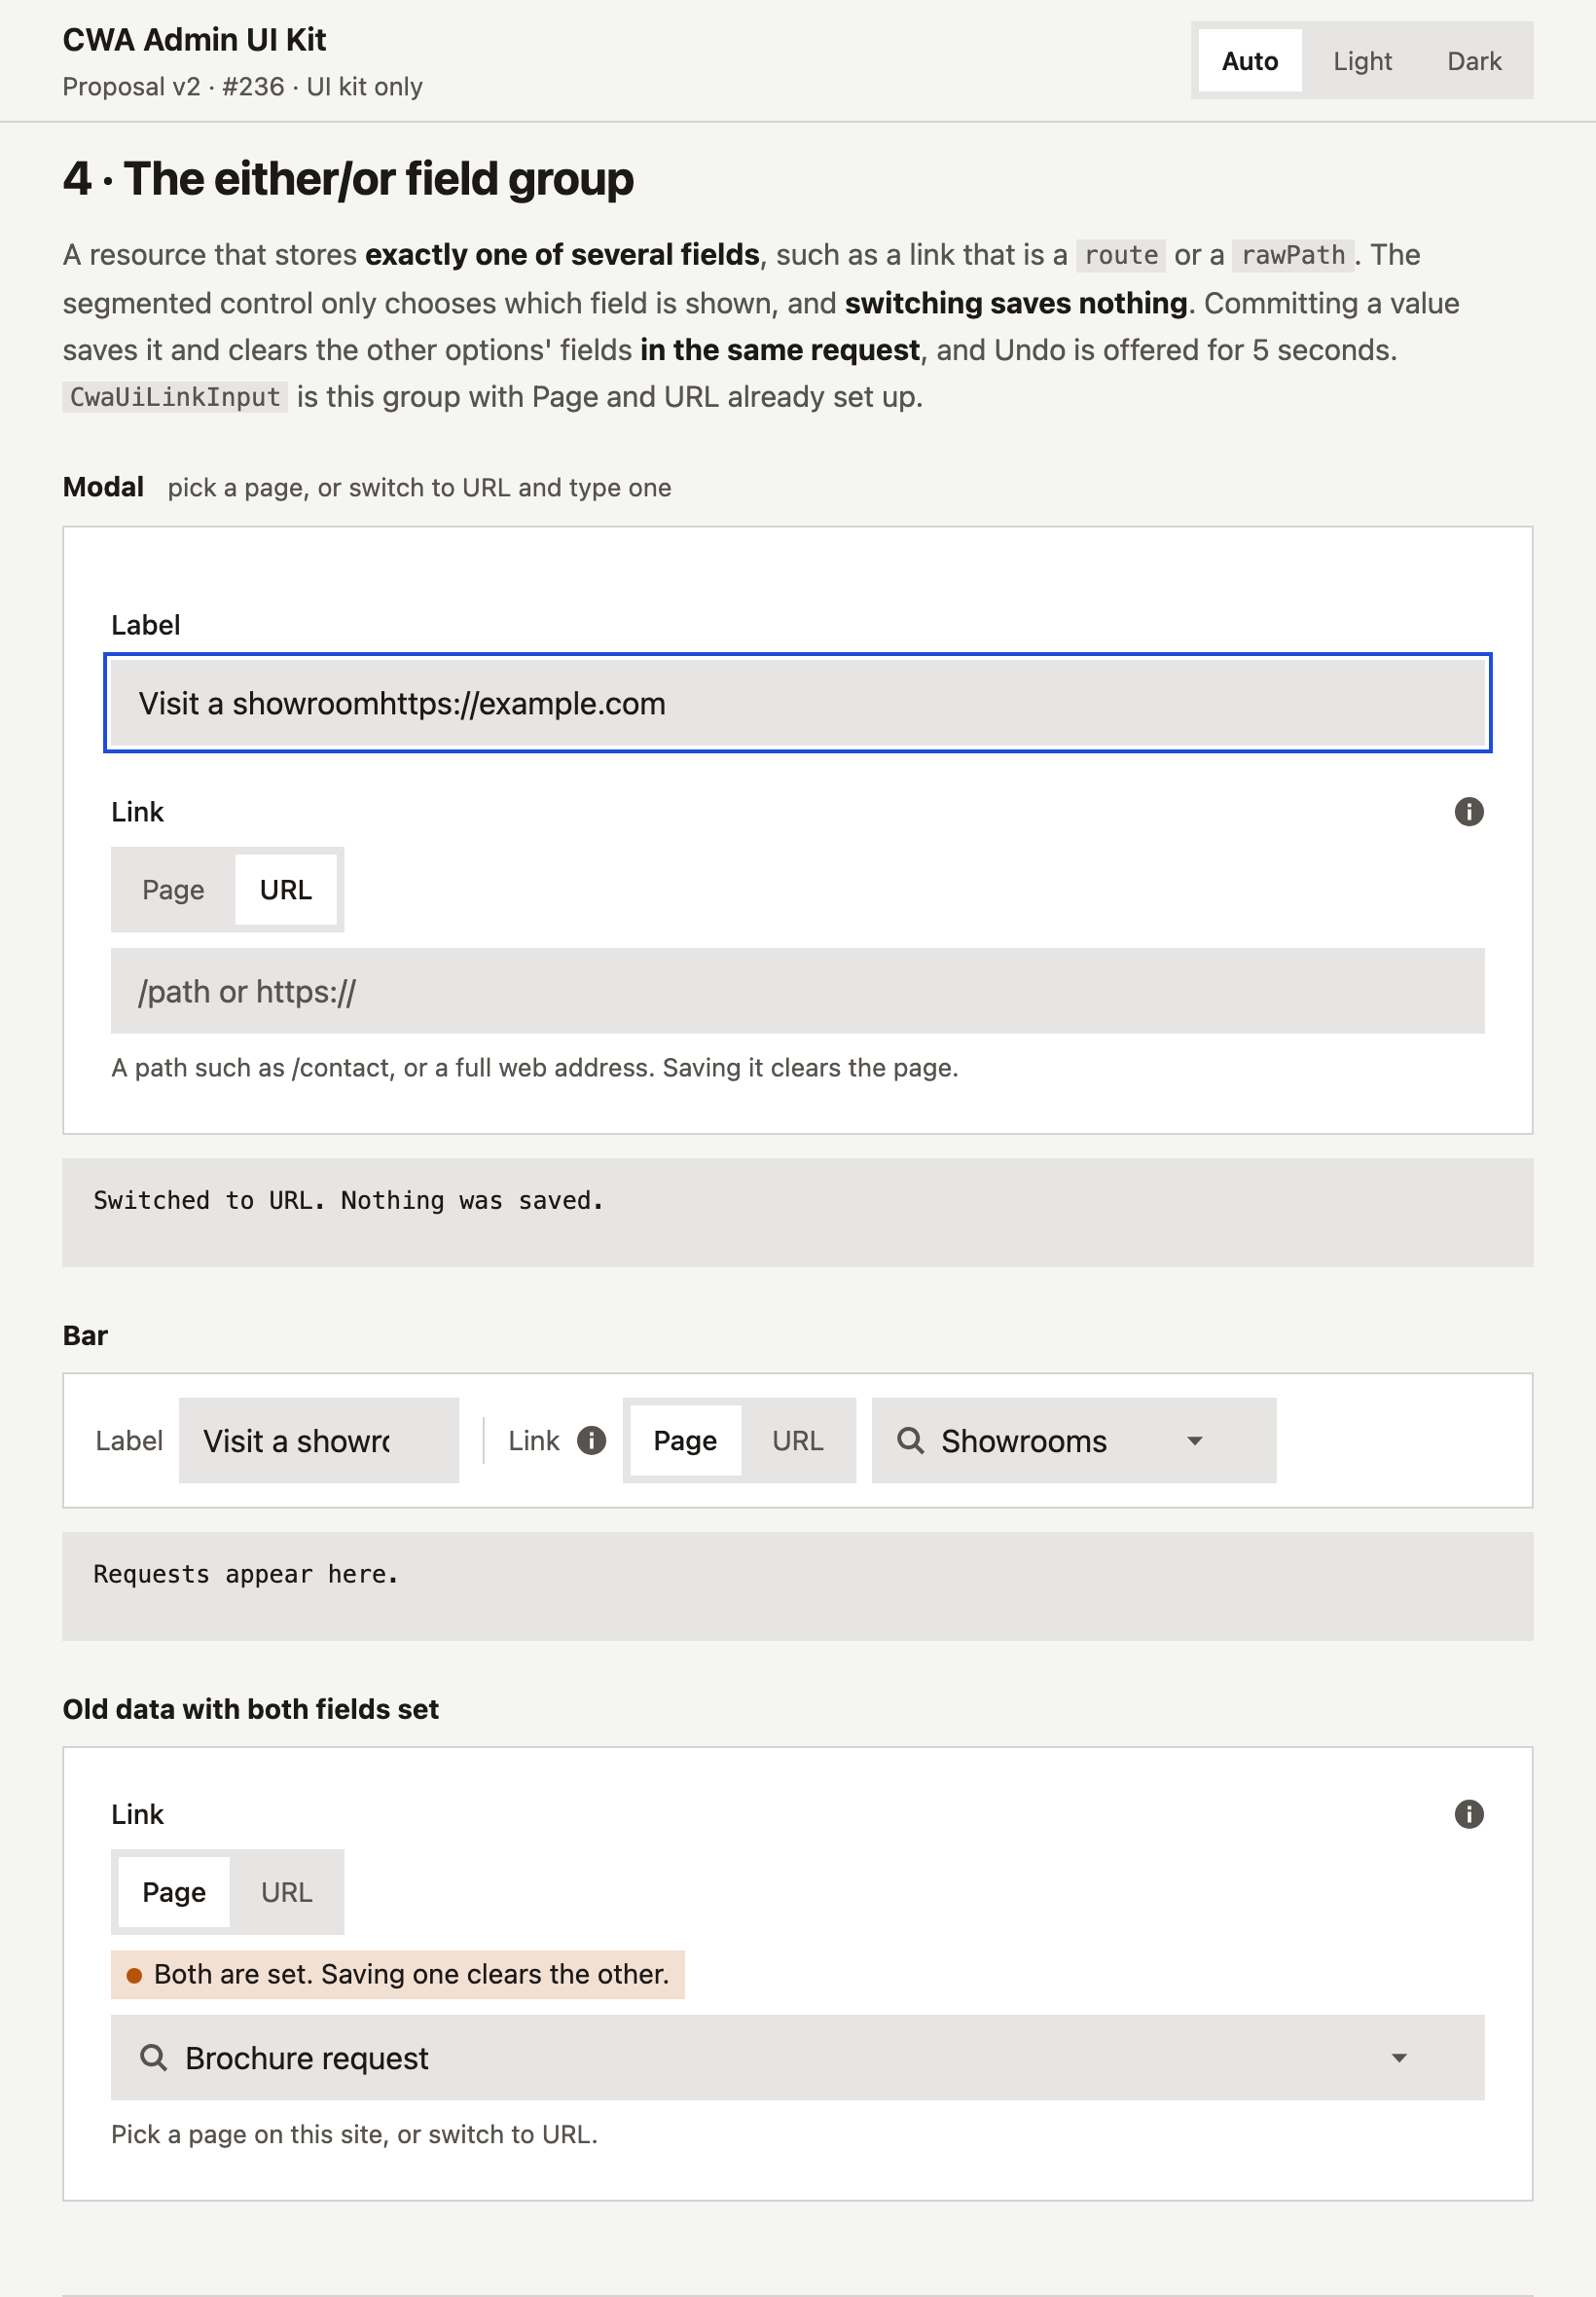 CWA Admin UI Kit
Proposal v2 · #236 · UI kit only
Auto Light Dark
4 · The either/or field group
A resource that stores exactly one of several fields, such as a link that is a route or a rawPath. The
segmented control only chooses which field is shown, and switching saves nothing. Committing a value
saves it and clears the other options' fields in the same request, and Undo is offered for 5 seconds.
CwaUiLinkInput is this group with Page and URL already set up.
Modal pick a page, or switch to URL and type one
Label
Visit a showroomhttps://example.com
Link
Page URL
/path or https://
A path such as /contact, or a full web address. Saving it clears the page.
Switched to URL. Nothing was saved.
Bar
Label Visit a showro Link Page URL Showrooms
Requests appear here.
Old data with both fields set
Link
Page URL
Both are set. Saving one clears the other.
Brochure request
Pick a page on this site, or switch to URL.